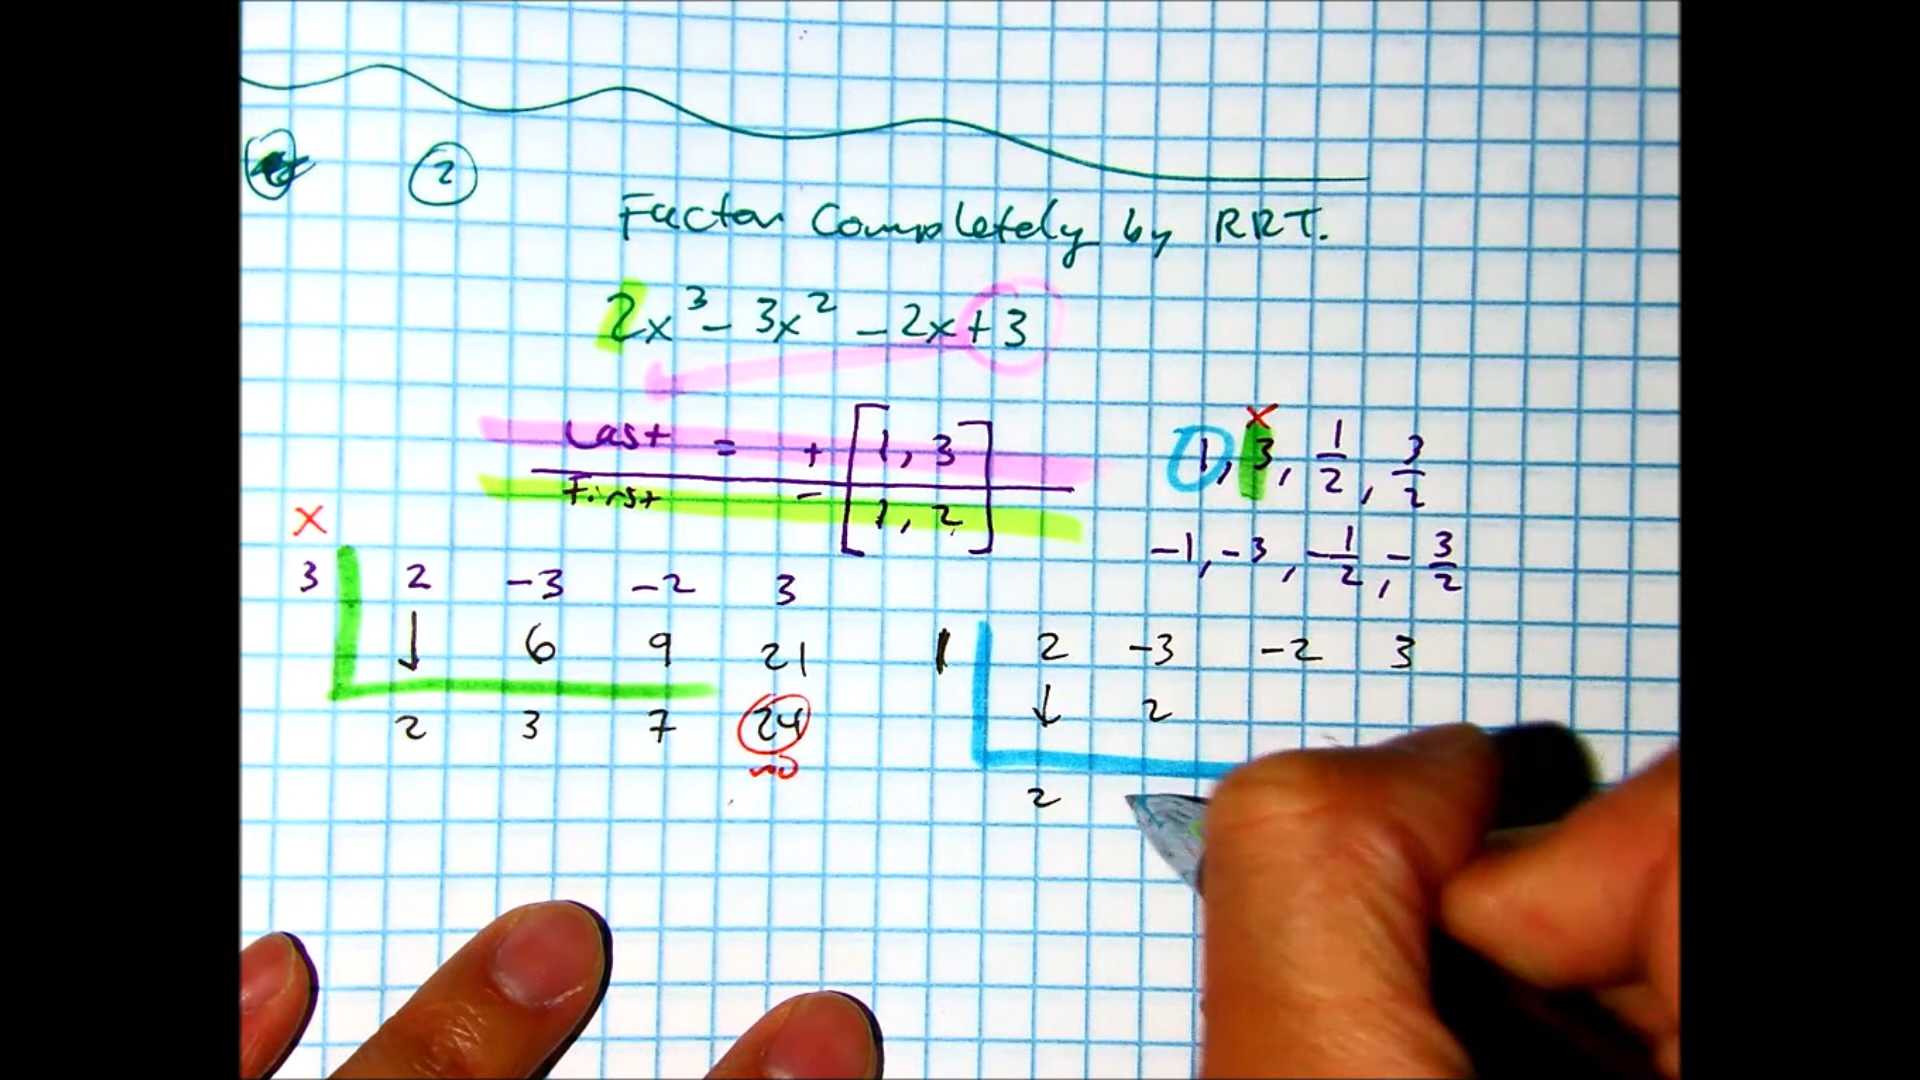 2
Factor Completely by RRT.
2x³ - 3x² - 2x + 3
Last = + [1, 3]
First - [1, 2]
x
1, 3, 1/2, 3/2
-1, -3, -1/2, -3/2
x
3 2 -3 -2 3
↓ 6 9 21
2 3 7 24
no
1 2 -3 -2 3
↓ 2
2